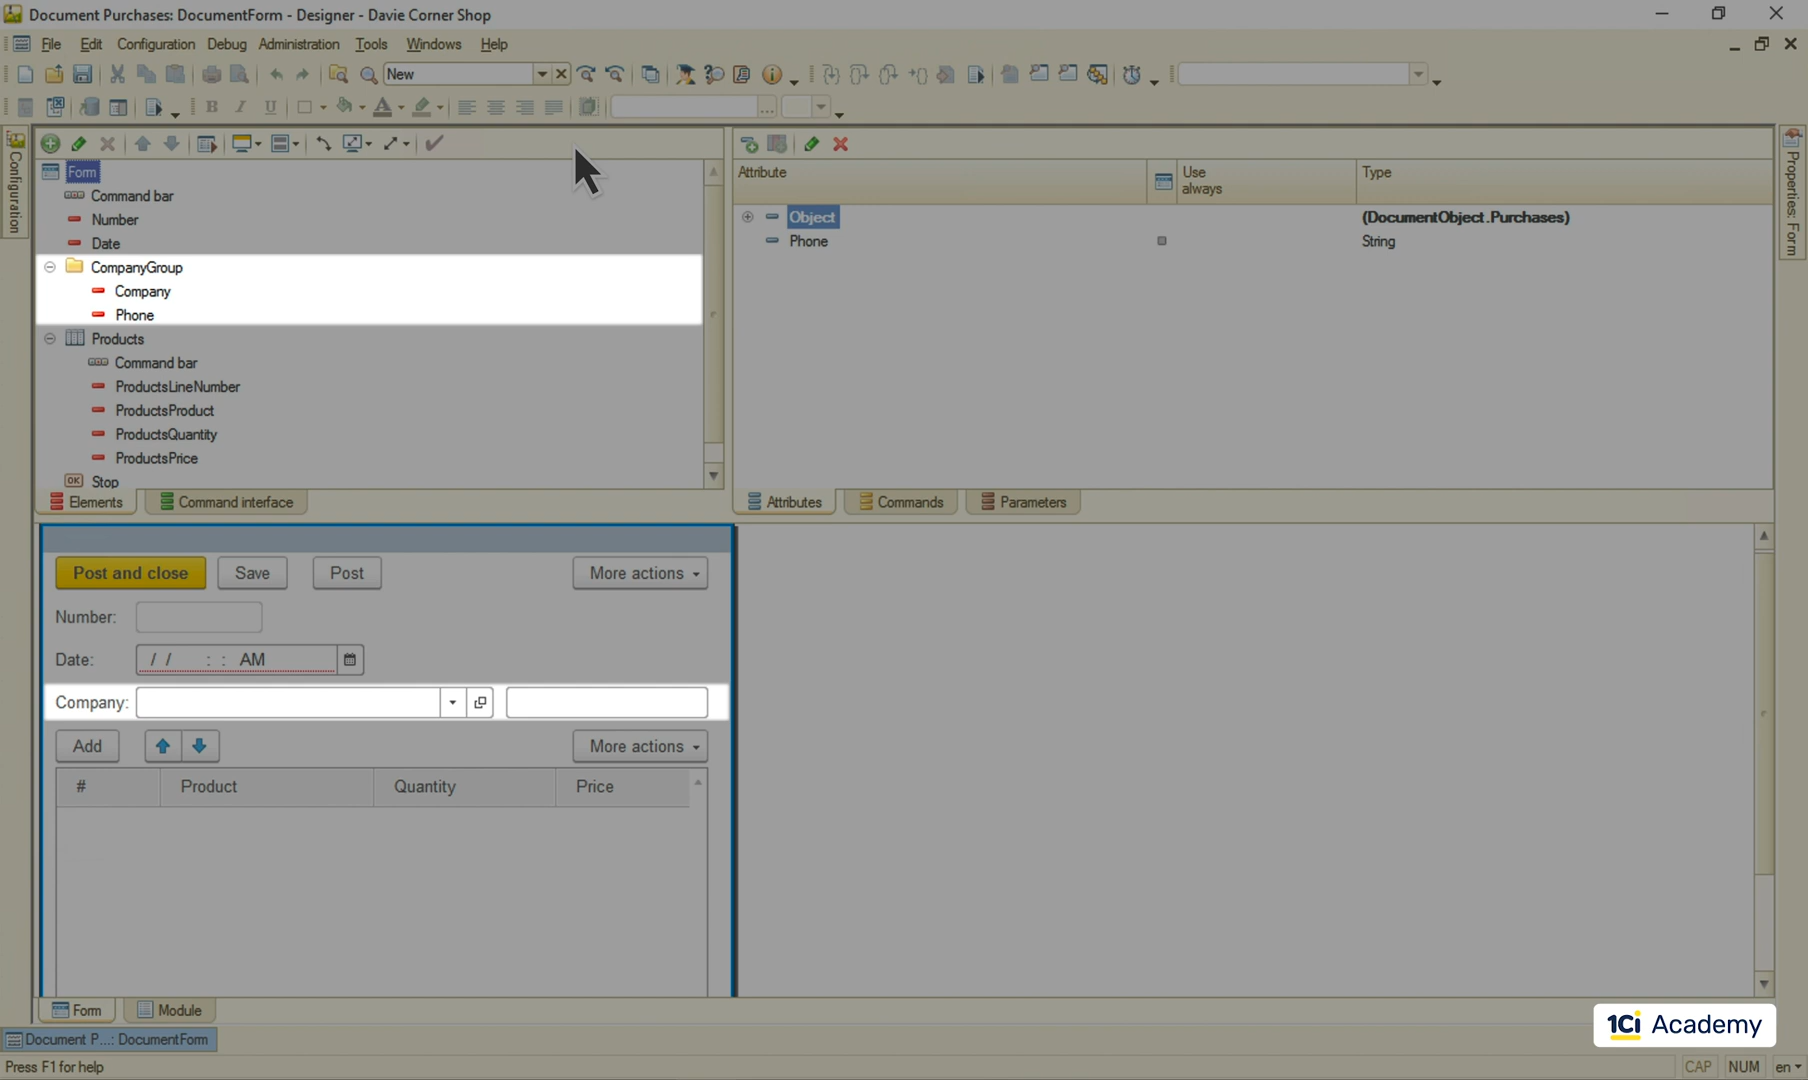 Document Purchases: DocumentForm - Designer - Davie Corner Shop
File Edit Configuration Debug Administration Tools Windows Help
New
B I U
Configuration
Properties: Form
Form
Command bar
Number
Date
CompanyGroup
Company
Phone
Products
Command bar
ProductsLineNumber
ProductsProduct
ProductsQuantity
ProductsPrice
OK Stop
Elements Command interface
Attribute Use always Type
Object (DocumentObject.Purchases)
Phone String
Attributes Commands Parameters
Post and close Save Post More actions
Number:
Date: / / : : AM
Company:
Add More actions
# Product Quantity Price
Form Module
1Ci Academy
Document P...: DocumentForm
Press F1 for help CAP NUM en